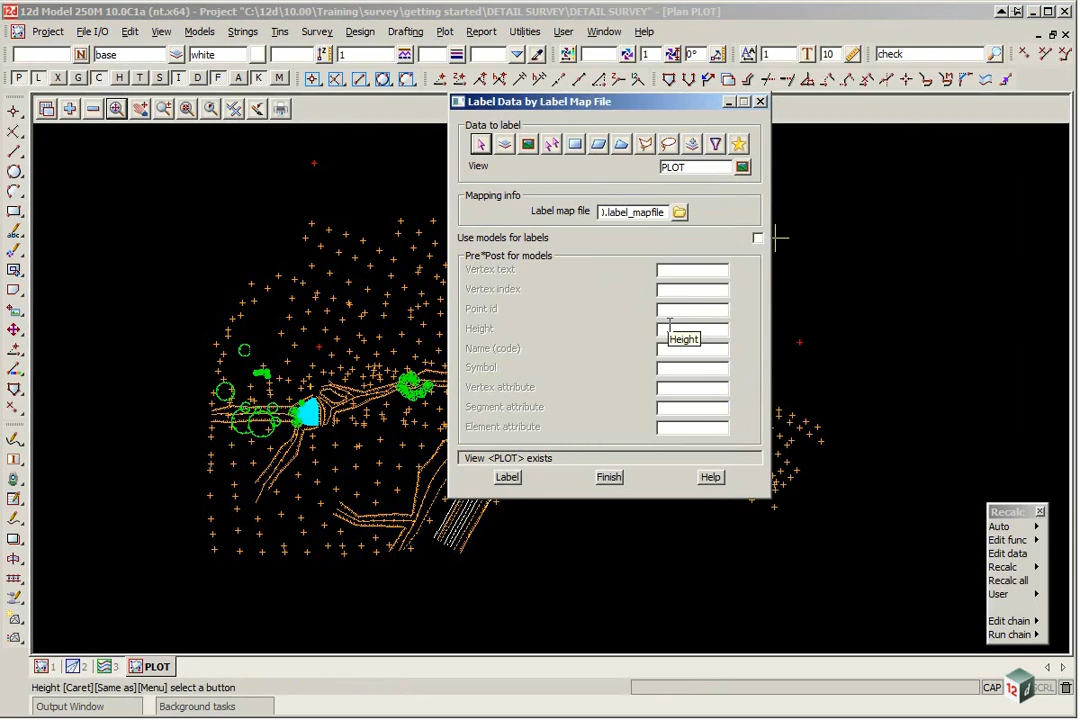 12d Model 250M 10.0C1a (nt.x64) - Project "C:\12d\10.00\Training\survey\getting started\DETAIL SURVEY\DETAIL SURVEY" - [Plan PLOT]
Project File I/O Edit View Models Strings Tins Survey Design Drafting Plot Report Utilities User Window Help
N base white 1 1 0° A 1 T 10 check
P L X G C H T S I D F A K M
Label Data by Label Map File
Data to label
View PLOT
Mapping info
Label map file ).label_mapfile
Use models for labels
Pre*Post for models
Vertex text
Vertex index
Point id
Height
Height
Name (code)
Symbol
Vertex attribute
Segment attribute
Element attribute
View <PLOT> exists
Label Finish Help
Recalc
Auto
Edit func
Edit data
Recalc
Recalc all
User
Edit chain
Run chain
1 2 3 PLOT
Height [Caret][Same as][Menu] select a button
CAP SCRL
12 d
Output Window Background tasks